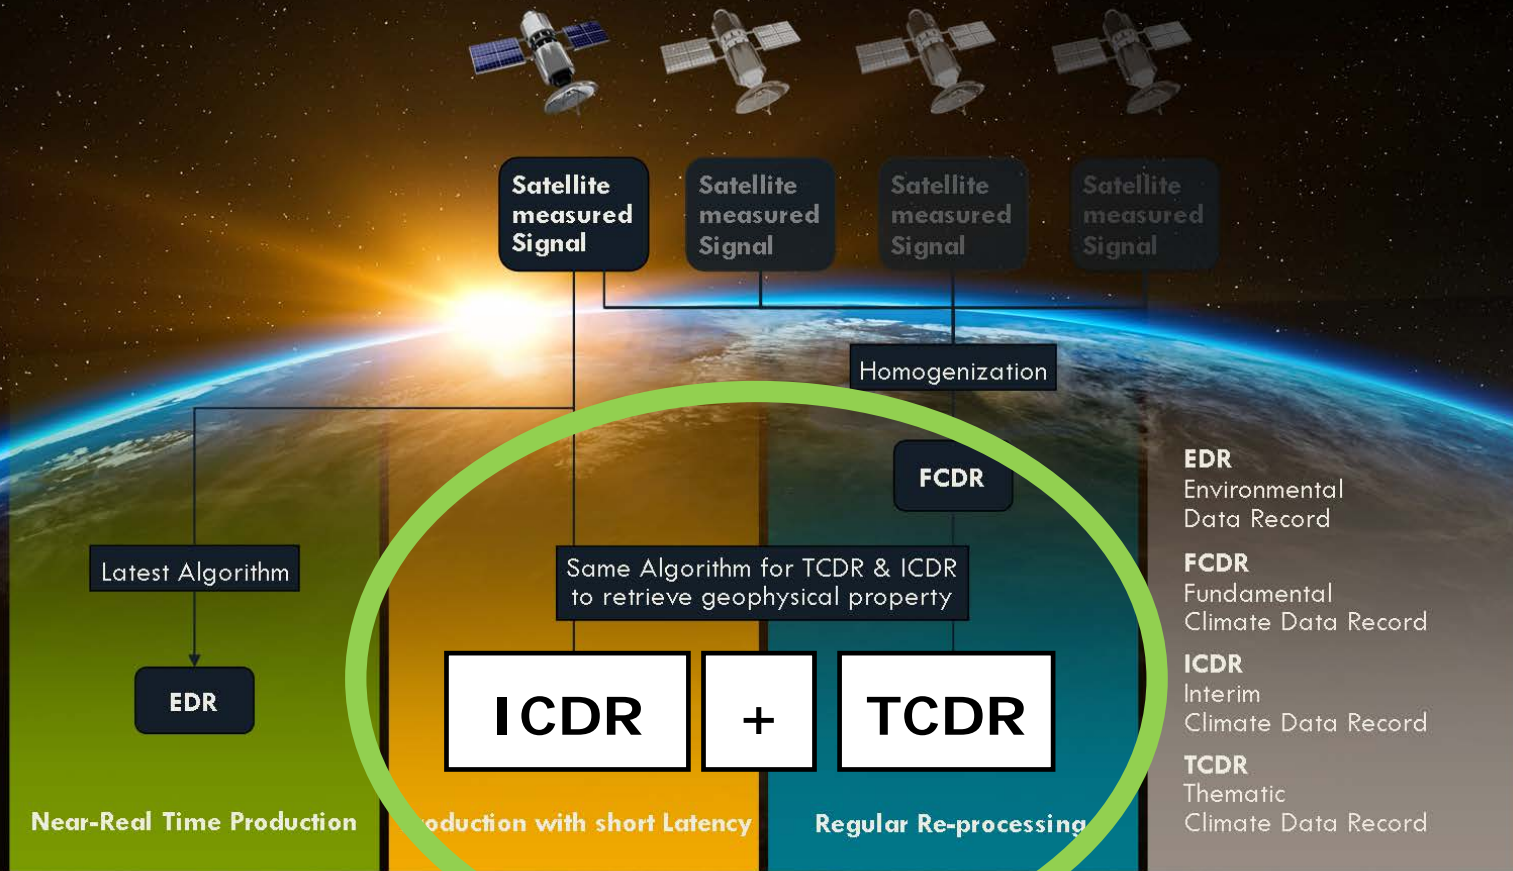 Satellite
measured
Signal
Satellite
measured
Signal
Satellite
measured
Signal
Satellite
measured
Signal
Homogenization
FCDR
Latest Algorithm
Same Algorithm for TCDR & ICDR
to retrieve geophysical property
EDR
ICDR
+
TCDR
Near-Real Time Production
oduction with short Latency
Regular Re-processing
EDR
Environmental
Data Record
FCDR
Fundamental
Climate Data Record
ICDR
Interim
Climate Data Record
TCDR
Thematic
Climate Data Record